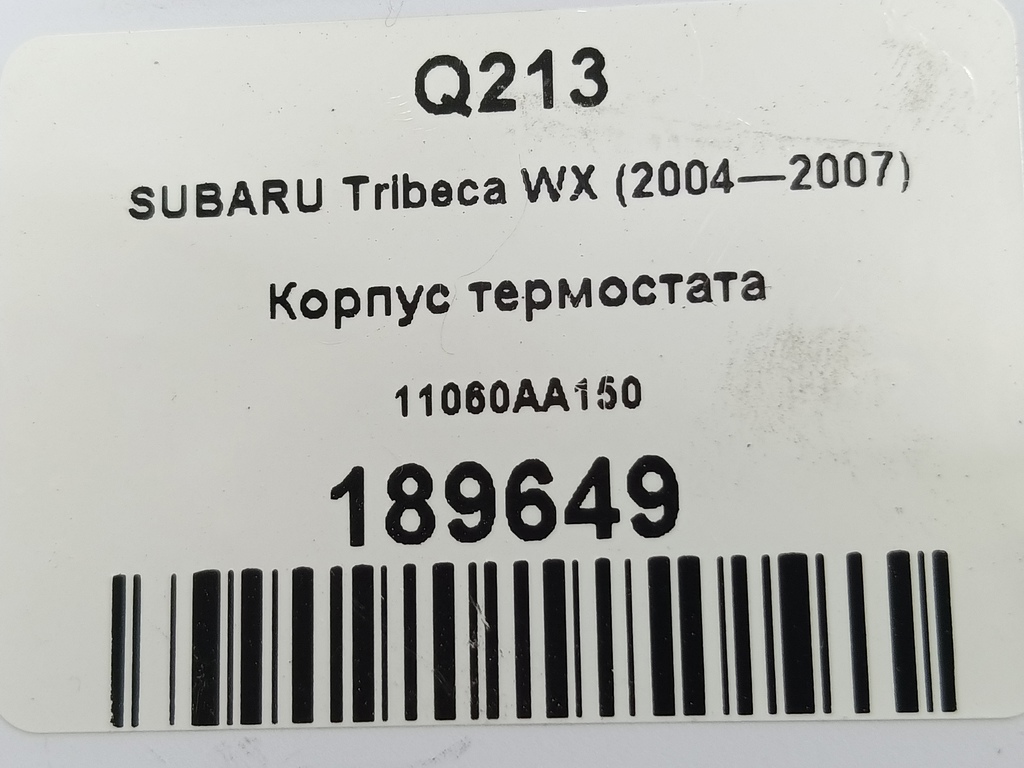 Q213
SUBARU Tribeca WX (2004—2007)
Корпус термостата
11060AA150
189649